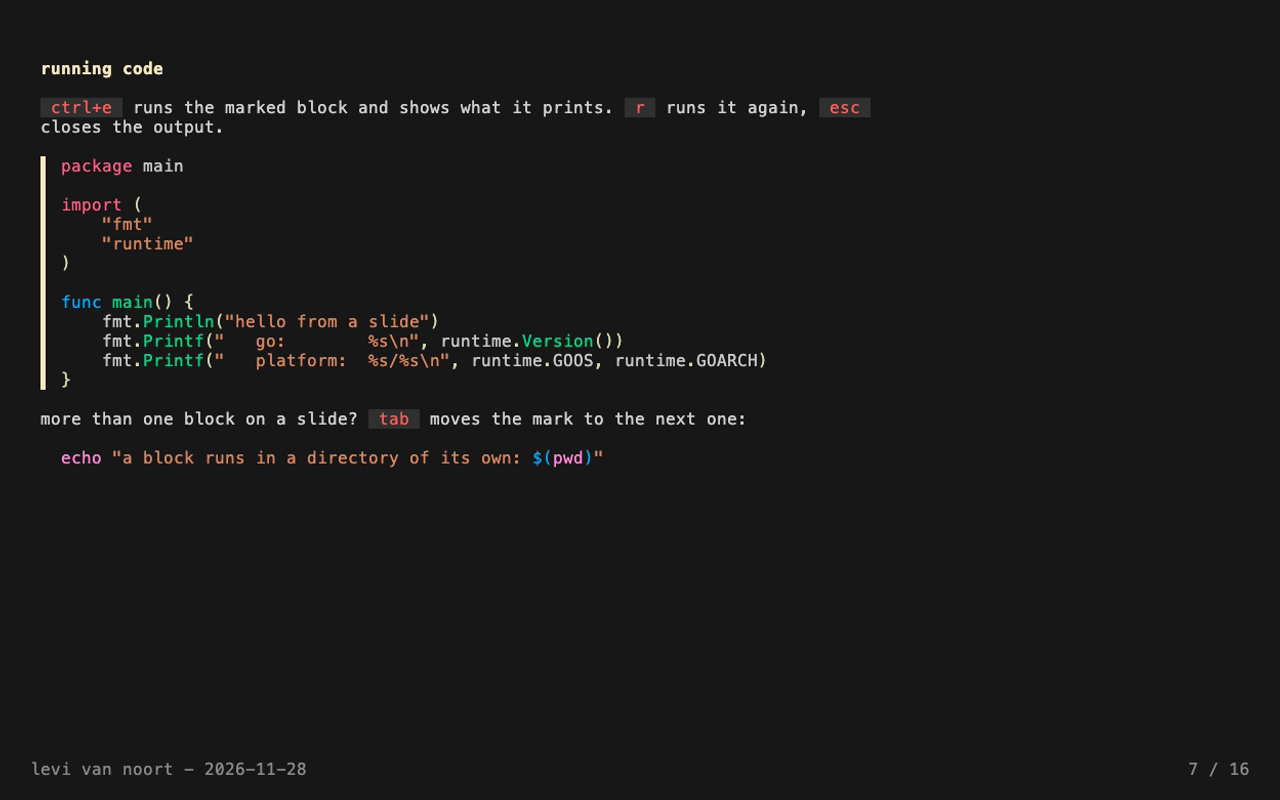 running code
ctrl+e runs the marked block and shows what it prints. r runs it again, esc
closes the output.
package main
import (
    "fmt"
    "runtime"
)
func main() {
    fmt.Println("hello from a slide")
    fmt.Printf("   go:        %s\n", runtime.Version())
    fmt.Printf("   platform:  %s/%s\n", runtime.GOOS, runtime.GOARCH)
}
more than one block on a slide? tab moves the mark to the next one:
echo "a block runs in a directory of its own: $(pwd)"
levi van noort – 2026-11-28
7 / 16